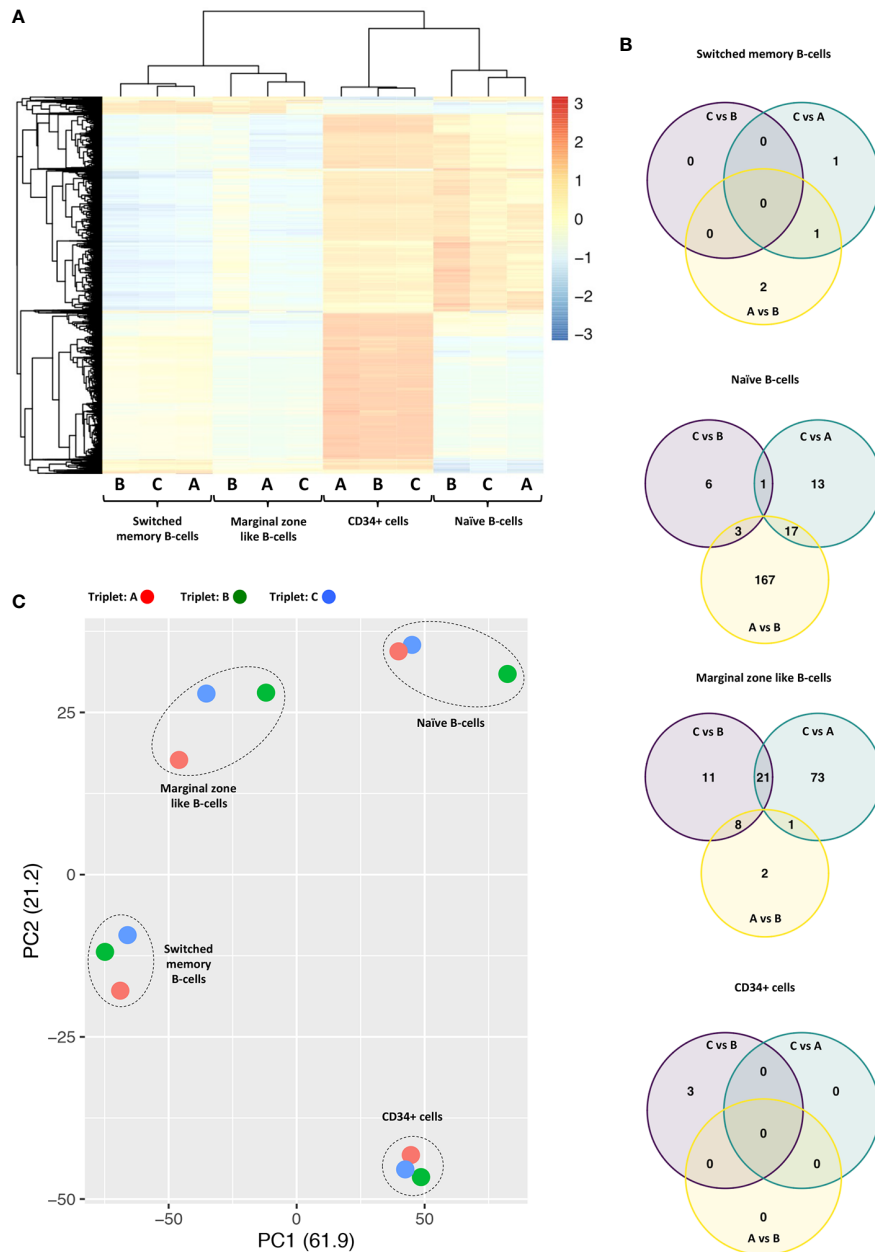 A
3
2
1
0
−1
−2
−3
B C A B A C A B C B C A
Switched
memory B-cells
Marginal zone
like B-cells
CD34+ cells
Naïve B-cells
B
Switched memory B-cells
C vs B
C vs A
0
0
1
0
0
1
2
A vs B
Naïve B-cells
C vs B
C vs A
6
1
13
3
17
167
A vs B
Marginal zone like B-cells
C vs B
C vs A
11
21
73
8
1
2
A vs B
CD34+ cells
C vs B
C vs A
0
3
0
0
0
0
0
A vs B
C
Triplet: A
Triplet: B
Triplet: C
Naïve B-cells
Marginal zone
like B-cells
Switched
memory
B-cells
CD34+ cells
25
0
−25
−50
PC2 (21.2)
−50
0
50
PC1 (61.9)